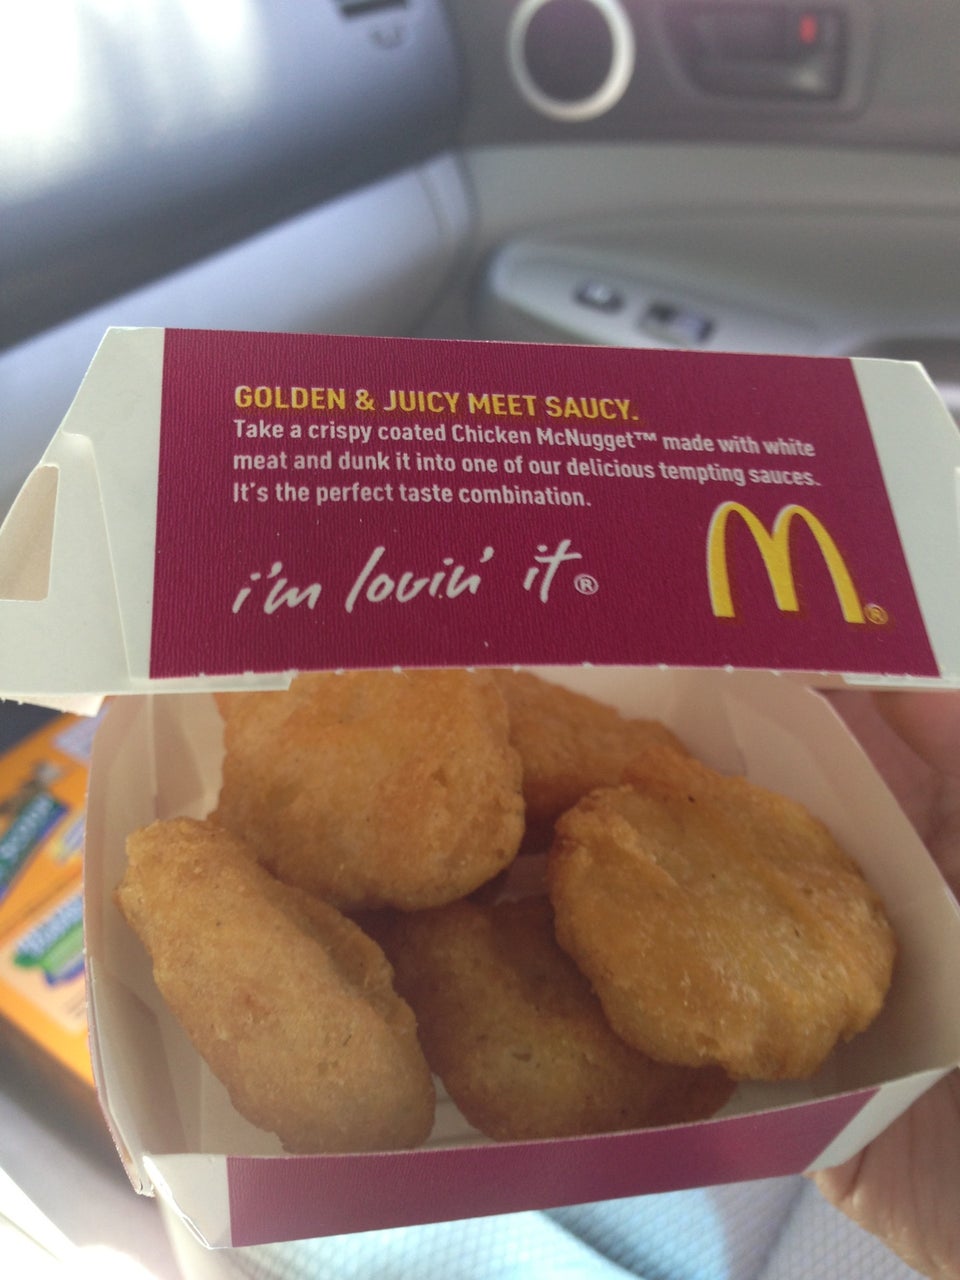 GOLDEN & JUICY MEET SAUCY.
Take a crispy coated Chicken McNugget™ made with white
meat and dunk it into one of our delicious tempting sauces.
It's the perfect taste combination.
i'm lovin' it®
M®